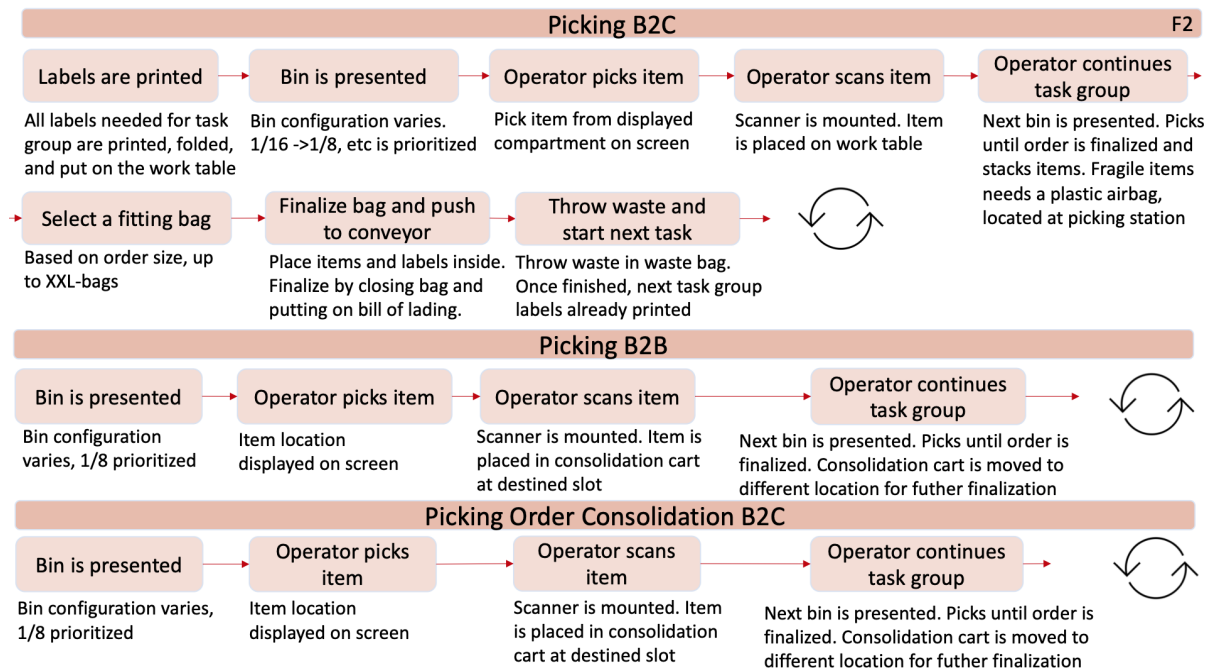 Picking B2C
F2
Labels are printed
All labels needed for task
group are printed, folded,
and put on the work table
Bin is presented
Bin configuration varies.
1/16 ->1/8, etc is prioritized
Operator picks item
Pick item from displayed
compartment on screen
Operator scans item
Scanner is mounted. Item
is placed on work table
Operator continues
task group
Next bin is presented. Picks
until order is finalized and
stacks items. Fragile items
needs a plastic airbag,
located at picking station
Select a fitting bag
Based on order size, up
to XXL-bags
Finalize bag and push
to conveyor
Place items and labels inside.
Finalize by closing bag and
putting on bill of lading.
Throw waste and
start next task
Throw waste in waste bag.
Once finished, next task group
labels already printed
Picking B2B
Bin is presented
Bin configuration
varies, 1/8 prioritized
Operator picks item
Item location
displayed on screen
Operator scans item
Scanner is mounted. Item is
placed in consolidation cart
at destined slot
Operator continues
task group
Next bin is presented. Picks until order is
finalized. Consolidation cart is moved to
different location for futher finalization
Picking Order Consolidation B2C
Bin is presented
Bin configuration varies,
1/8 prioritized
Operator picks
item
Item location
displayed on screen
Operator scans
item
Scanner is mounted. Item
is placed in consolidation
cart at destined slot
Operator continues
task group
Next bin is presented. Picks until order is
finalized. Consolidation cart is moved to
different location for futher finalization